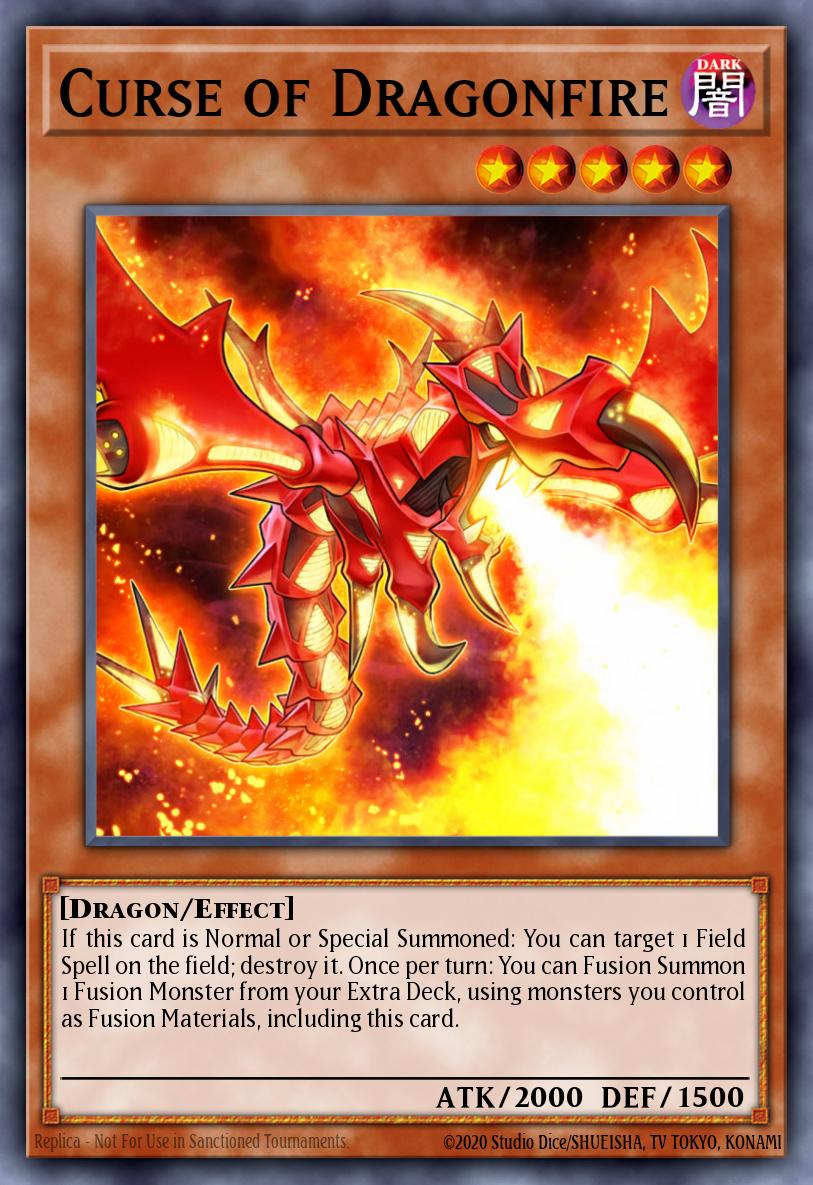 Curse of Dragonfire
DARK
闇
[Dragon/Effect]
If this card is Normal or Special Summoned: You can target 1 Field
Spell on the field; destroy it. Once per turn: You can Fusion Summon
1 Fusion Monster from your Extra Deck, using monsters you control
as Fusion Materials, including this card.
ATK/2000 DEF/1500
Replica - Not For Use in Sanctioned Tournaments.
©2020 Studio Dice/SHUEISHA, TV TOKYO, KONAMI